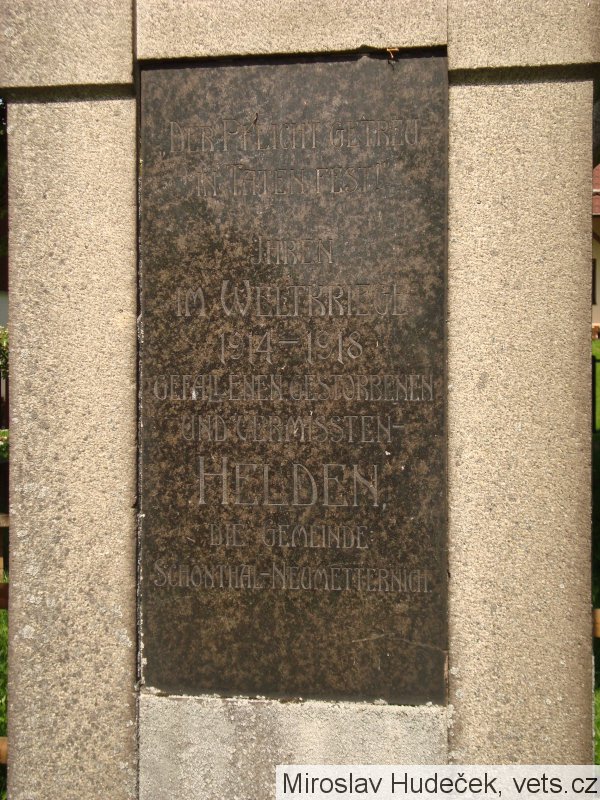 DER PFLICHT GETREU
IN TATEN FEST!
IHREN
IM WELTKRIEGE
1914–1918
GEFALLENEN GESTORBENEN
UND VERMISSTEN-
HELDEN,
DIE GEMEINDE
SCHÖNTHAL-NEUMETTERNICH.
Miroslav Hudeček, vets.cz